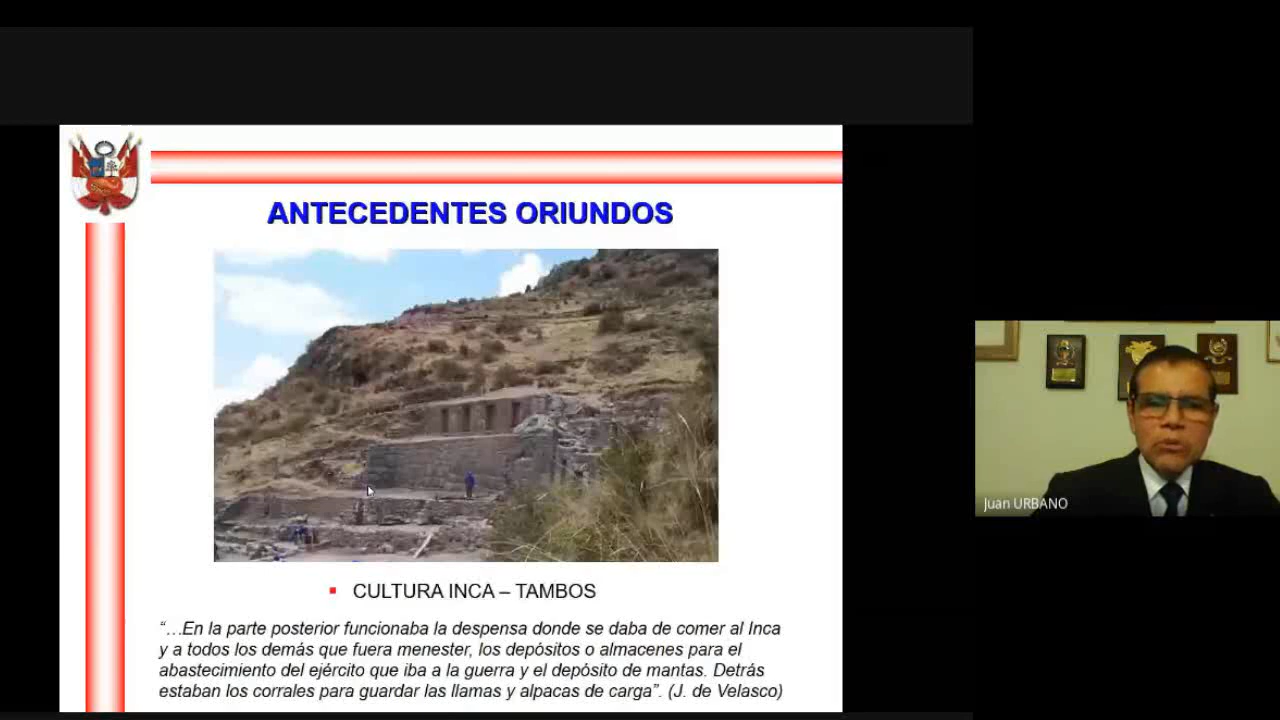 ANTECEDENTES ORIUNDOS
▪ CULTURA INCA – TAMBOS
“…En la parte posterior funcionaba la despensa donde se daba de comer al Inca
y a todos los demás que fuera menester, los depósitos o almacenes para el
abastecimiento del ejército que iba a la guerra y el depósito de mantas. Detrás
estaban los corrales para guardar las llamas y alpacas de carga”. (J. de Velasco)
Juan URBANO